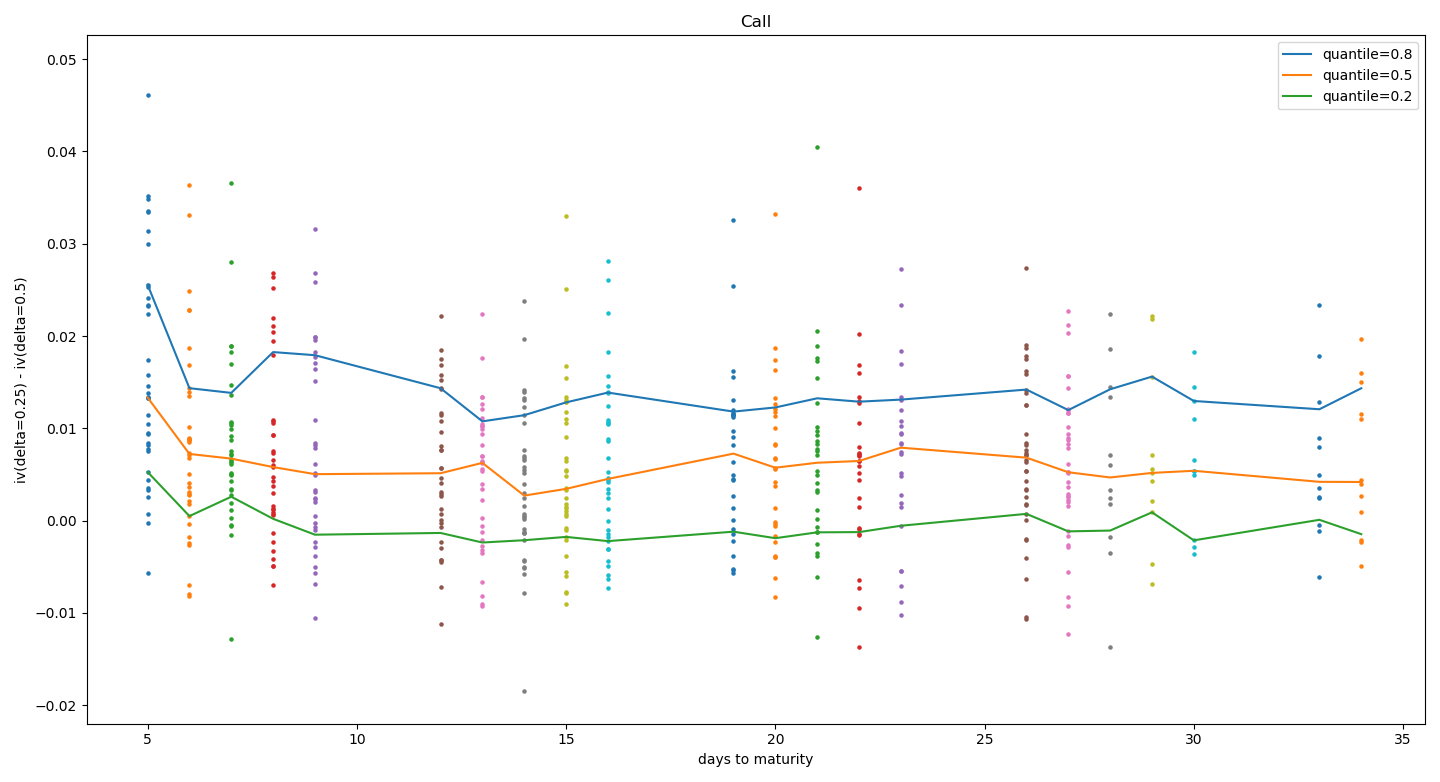 Call
quantile=0.8
quantile=0.5
quantile=0.2
0.05
0.04
0.03
0.02
0.01
0.00
−0.01
−0.02
iv(delta=0.25) - iv(delta=0.5)
5 10 15 20 25 30 35
days to maturity